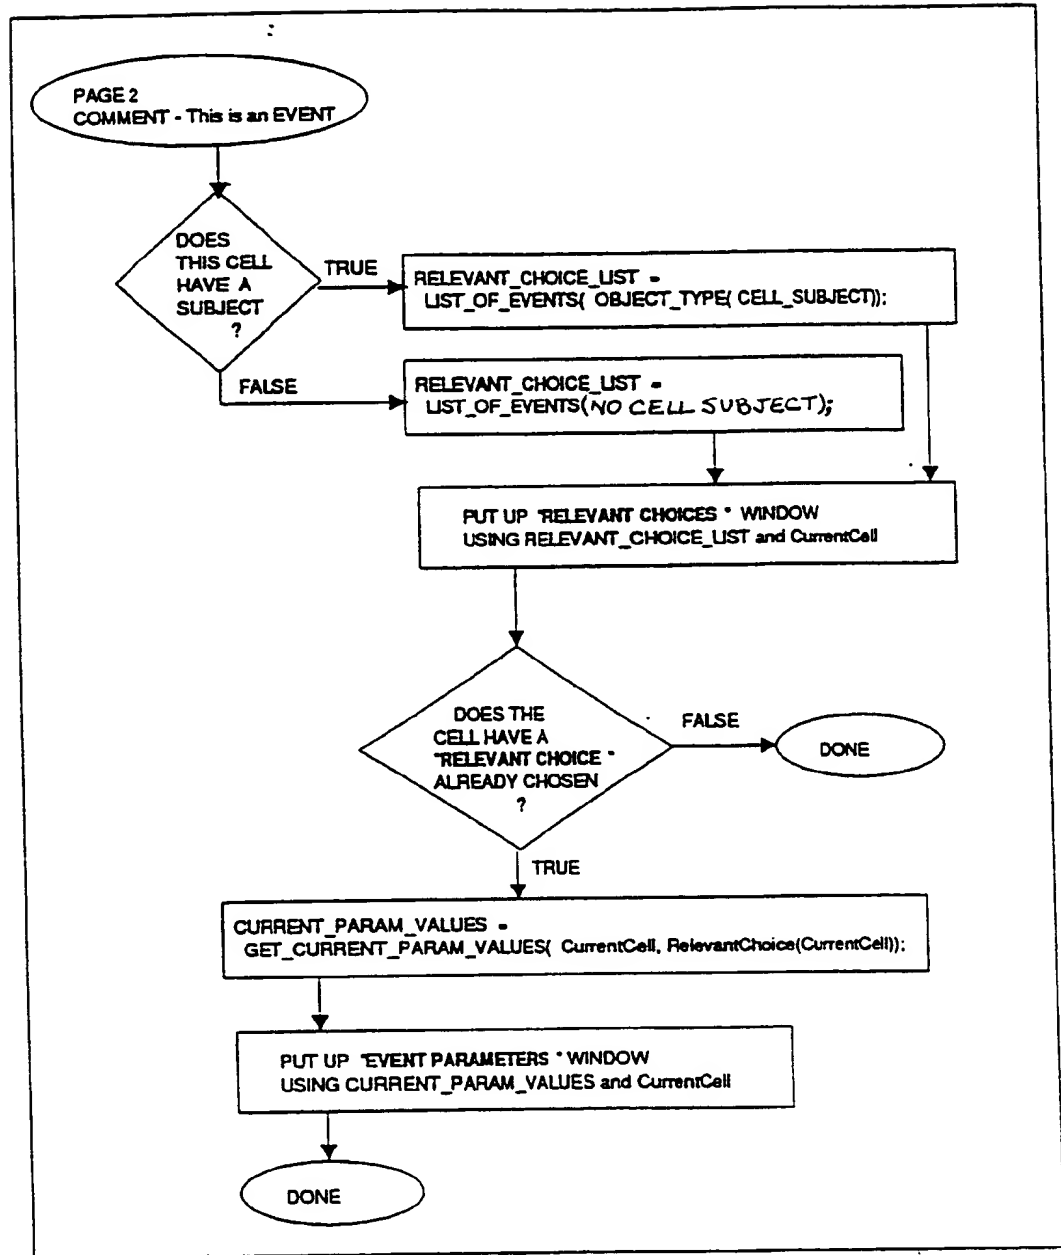 PAGE 2
COMMENT - This is an EVENT
DOES
THIS CELL
HAVE A
SUBJECT
?
TRUE
RELEVANT_CHOICE_LIST =
LIST_OF_EVENTS( OBJECT_TYPE( CELL_SUBJECT));
FALSE
RELEVANT_CHOICE_LIST =
LIST_OF_EVENTS(NO CELL SUBJECT);
PUT UP "RELEVANT CHOICES " WINDOW
USING RELEVANT_CHOICE_LIST and CurrentCell
DOES THE
CELL HAVE A
"RELEVANT CHOICE "
ALREADY CHOSEN
?
FALSE
DONE
TRUE
CURRENT_PARAM_VALUES =
GET_CURRENT_PARAM_VALUES( CurrentCell, RelevantChoice(CurrentCell));
PUT UP "EVENT PARAMETERS " WINDOW
USING CURRENT_PARAM_VALUES and CurrentCell
DONE